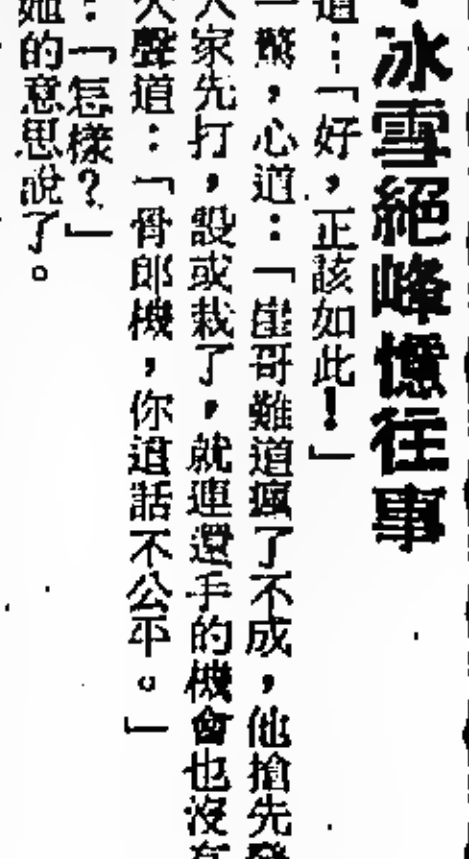 冰雪絕峰憶往事
道:「好,正該如此!」
一驚,心道:「崖哥難道瘋了不成,他搶先發
人家先打,設或栽了,就連還手的機會也沒有
大聲道:「骨郎機,你這話不公平。」
:「怎樣?」
她的意思說了。